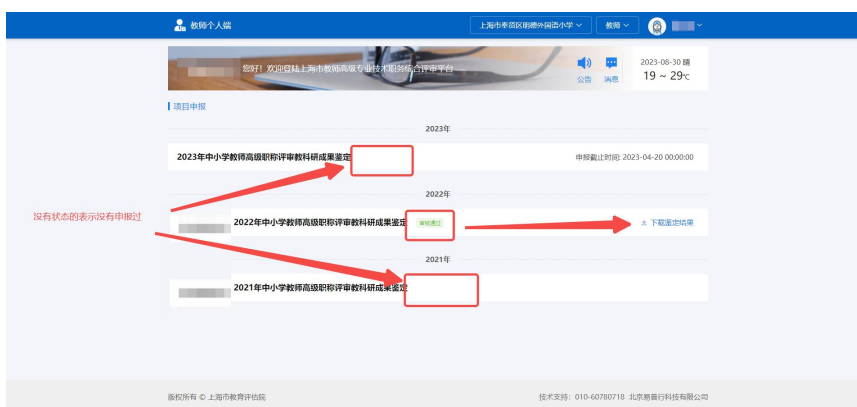 教师个人端
上海市奉贤区明德外国语小学
教师
您好！欢迎登陆上海市教师高级专业技术职务综合评审平台
公告
消息
2023-08-30 晴
19 ~ 29℃
项目申报
2023年
2023年中小学教师高级职称评审教科研成果鉴定
申报截止时间: 2023-04-20 00:00:00
2022年
没有状态的表示没有申报过
2022年中小学教师高级职称评审教科研成果鉴定
审核通过
下载鉴定结果
2021年
2021年中小学教师高级职称评审教科研成果鉴定
版权所有 © 上海市教育评估院
技术支持：010-60780718 北京易普行科技有限公司